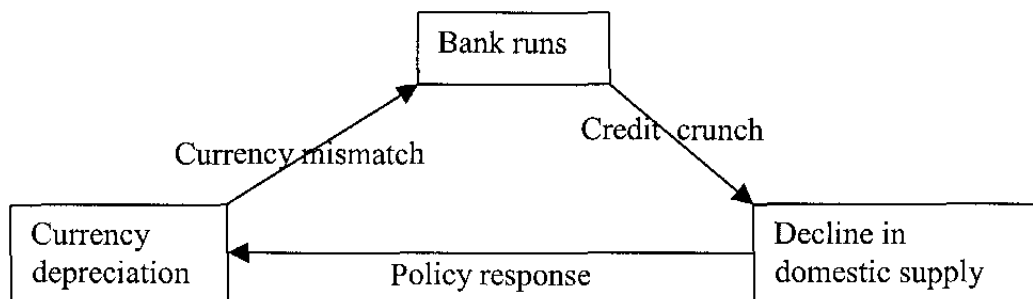 Bank runs
Currency mismatch
Credit crunch
Currency
depreciation
Policy response
Decline in
domestic supply